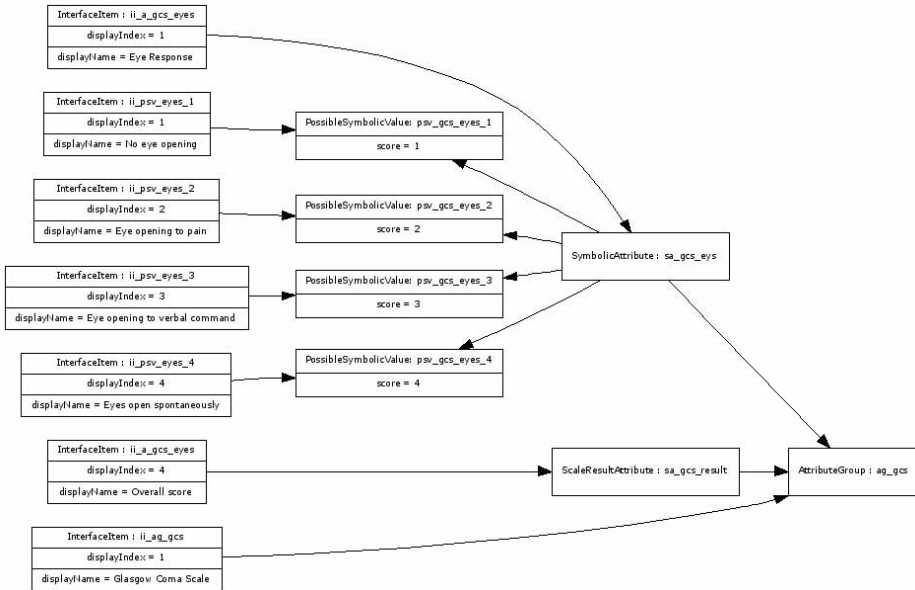 InterfaceItem : ii_a_gcs_eyes
displayIndex = 1
displayName = Eye Response
InterfaceItem : ii_psv_eyes_1
displayIndex = 1
displayName = No eye opening
PossibleSymbolicValue: psv_gcs_eyes_1
score = 1
InterfaceItem : ii_psv_eyes_2
displayIndex = 2
displayName = Eye opening to pain
PossibleSymbolicValue: psv_gcs_eyes_2
score = 2
SymbolicAttribute : sa_gcs_eys
InterfaceItem : ii_psv_eyes_3
displayIndex = 3
displayName = Eye opening to verbal command
PossibleSymbolicValue: psv_gcs_eyes_3
score = 3
InterfaceItem : ii_psv_eyes_4
displayIndex = 4
displayName = Eyes open spontaneously
PossibleSymbolicValue: psv_gcs_eyes_4
score = 4
InterfaceItem : ii_a_gcs_eyes
displayIndex = 4
displayName = Overall score
ScaleResultAttribute : sa_gcs_result
AttributeGroup : ag_gcs
InterfaceItem : ii_ag_gcs
displayIndex = 1
displayName = Glasgow Coma Scale